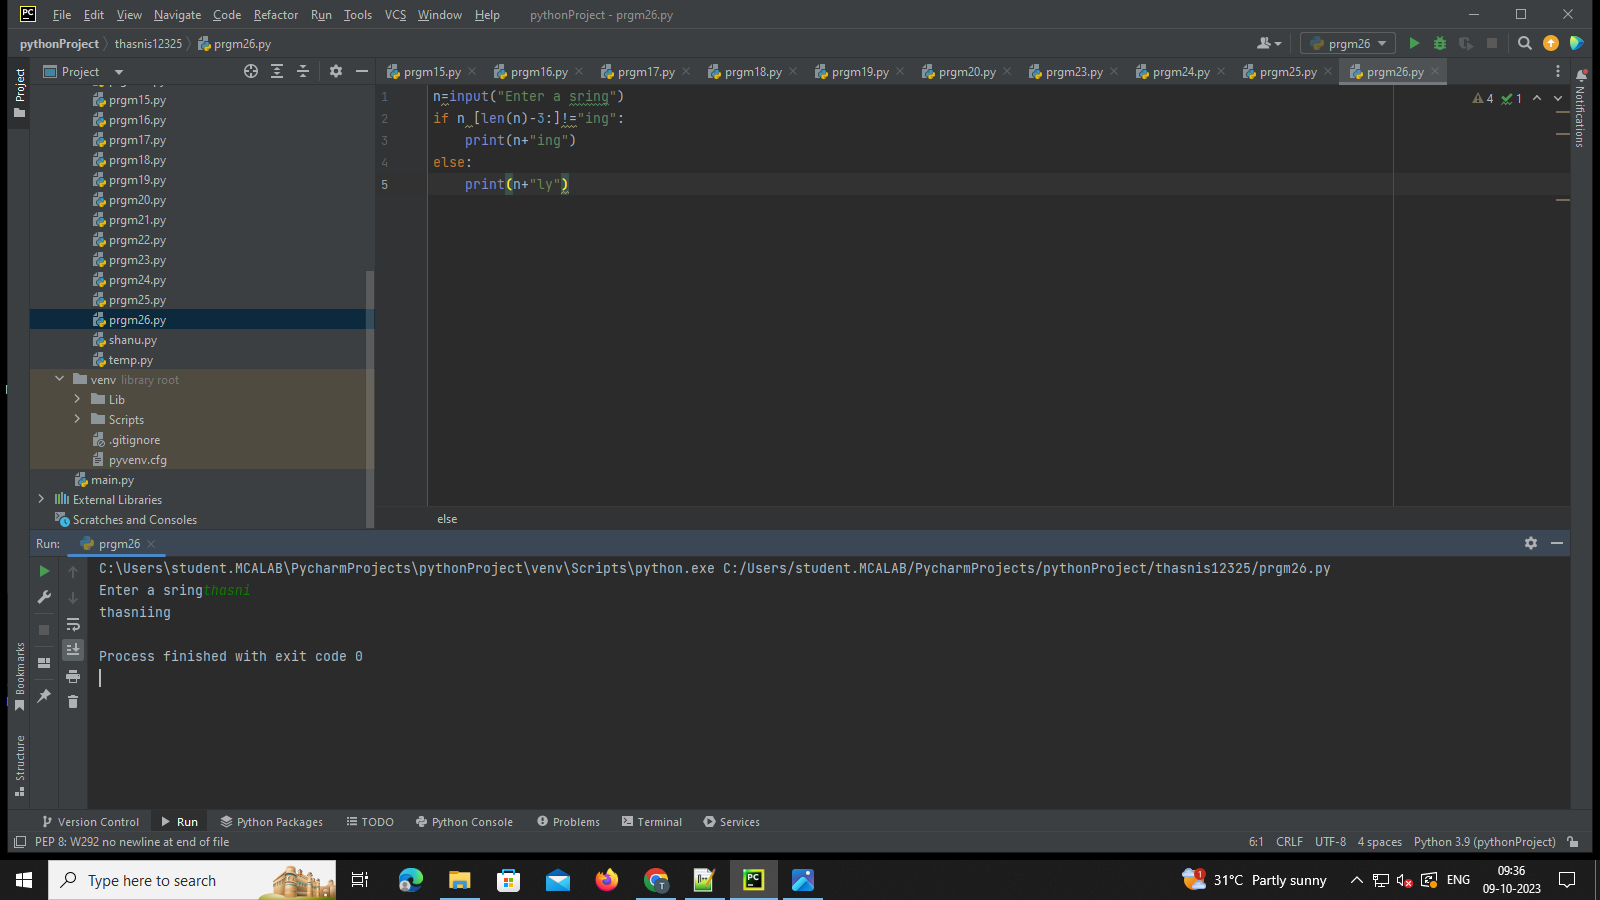 PC File Edit View Navigate Code Refactor Run Tools VCS Window Help pythonProject - prgm26.py
pythonProject thasnis12325 prgm26.py prgm26
Project prgm15.py prgm16.py prgm17.py prgm18.py prgm19.py prgm20.py prgm23.py prgm24.py prgm25.py prgm26.py
Project
Notifications
prgm15.py
prgm16.py
prgm17.py
prgm18.py
prgm19.py
prgm20.py
prgm21.py
prgm22.py
prgm23.py
prgm24.py
prgm25.py
prgm26.py
shanu.py
temp.py
venv library root
Lib
Scripts
.gitignore
pyvenv.cfg
main.py
External Libraries
Scratches and Consoles
4 1
1 n=input("Enter a sring")
2 if n [len(n)-3:]!="ing":
3 print(n+"ing")
4 else:
5 print(n+"ly")
else
Run: prgm26
C:\Users\student.MCALAB\PycharmProjects\pythonProject\venv\Scripts\python.exe C:/Users/student.MCALAB/PycharmProjects/pythonProject/thasnis12325/prgm26.py
Enter a sringthasni
thasniing
Process finished with exit code 0
Bookmarks
Structure
Version Control Run Python Packages TODO Python Console Problems Terminal Services
PEP 8: W292 no newline at end of file 6:1 CRLF UTF-8 4 spaces Python 3.9 (pythonProject)
Type here to search T PC 1 31°C Partly sunny ENG 09:36
09-10-2023